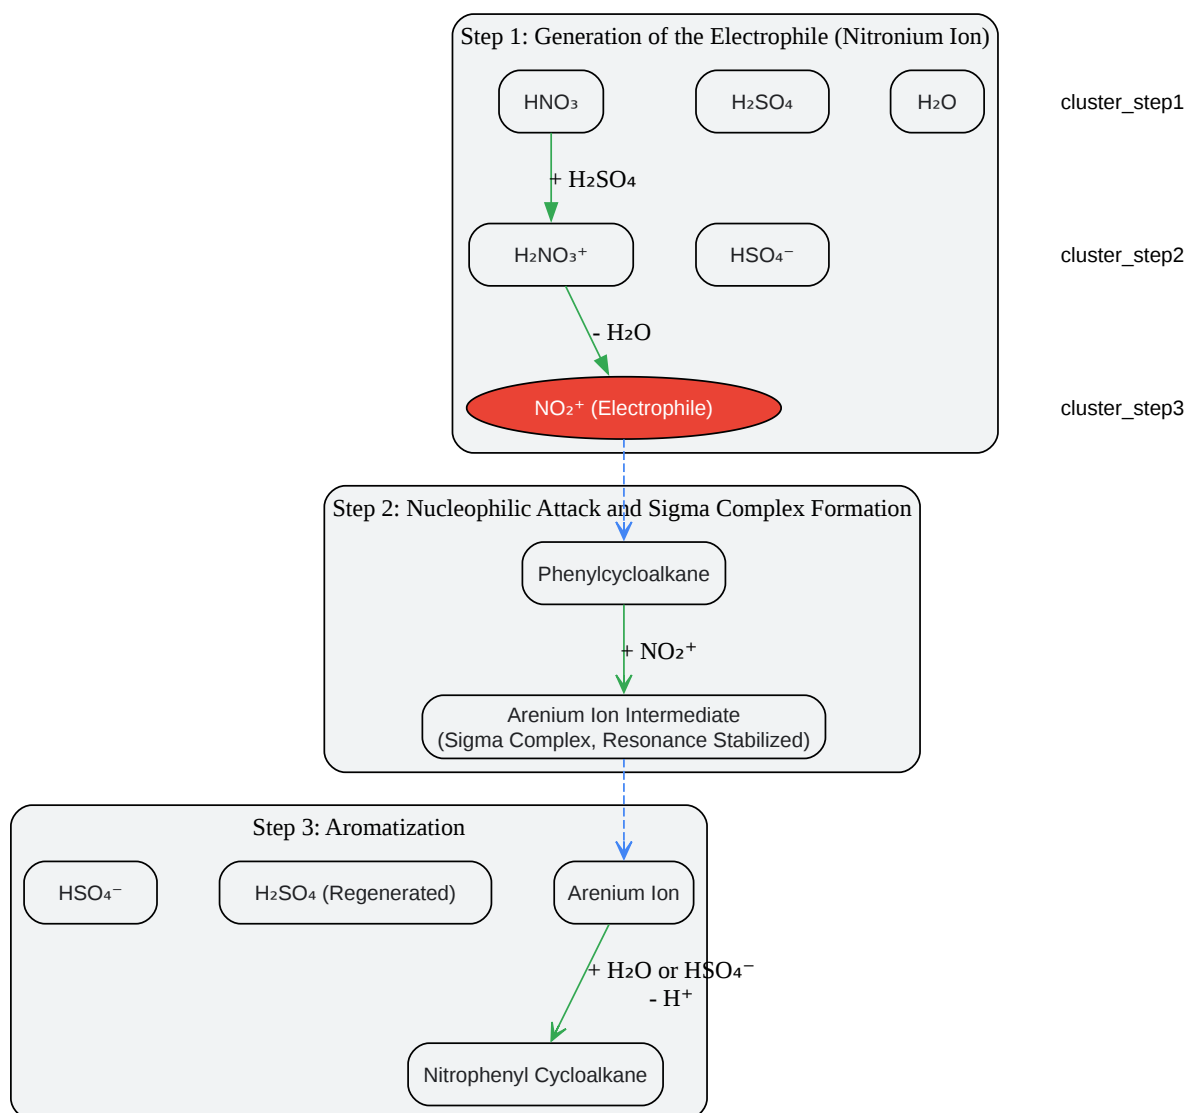 Step 1: Generation of the Electrophile (Nitronium Ion)
HNO₃
H₂SO₄
H₂O
cluster_step1
+ H₂SO₄
H₂NO₃⁺
HSO₄⁻
cluster_step2
- H₂O
NO₂⁺ (Electrophile)
cluster_step3
Step 2: Nucleophilic Attack and Sigma Complex Formation
Phenylcycloalkane
+ NO₂⁺
Arenium Ion Intermediate
(Sigma Complex, Resonance Stabilized)
Step 3: Aromatization
HSO₄⁻
H₂SO₄ (Regenerated)
Arenium Ion
+ H₂O or HSO₄⁻
- H⁺
Nitrophenyl Cycloalkane